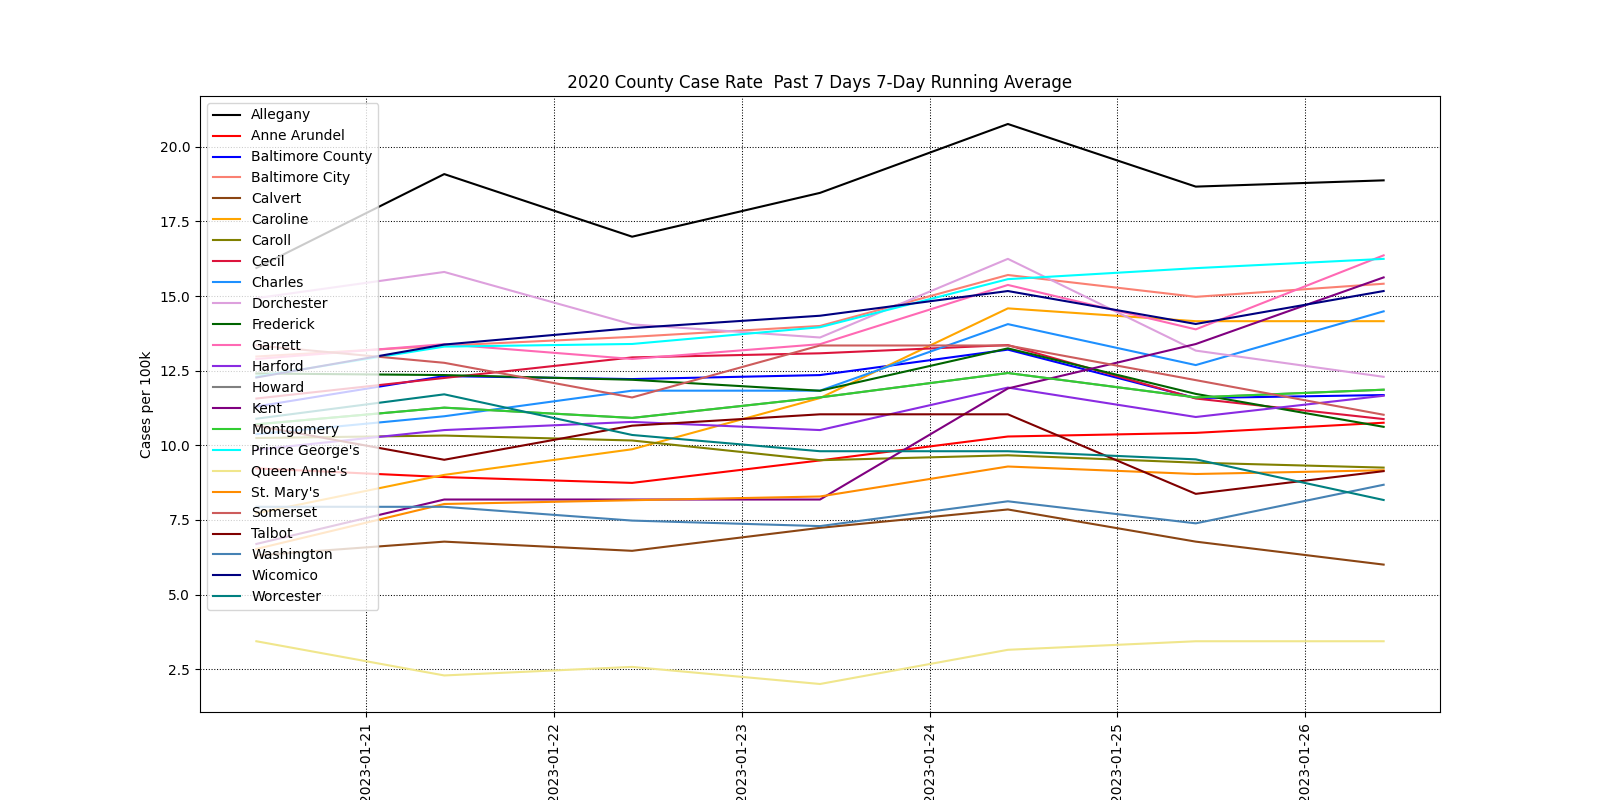 2020 County Case Rate  Past 7 Days 7-Day Running Average
Allegany
Anne Arundel
Baltimore County
Baltimore City
Calvert
Caroline
Caroll
Cecil
Charles
Dorchester
Frederick
Garrett
Harford
Howard
Kent
Montgomery
Prince George's
Queen Anne's
St. Mary's
Somerset
Talbot
Washington
Wicomico
Worcester
Cases per 100k
20.0
17.5
15.0
12.5
10.0
7.5
5.0
2.5
2023-01-21
2023-01-22
2023-01-23
2023-01-24
2023-01-25
2023-01-26